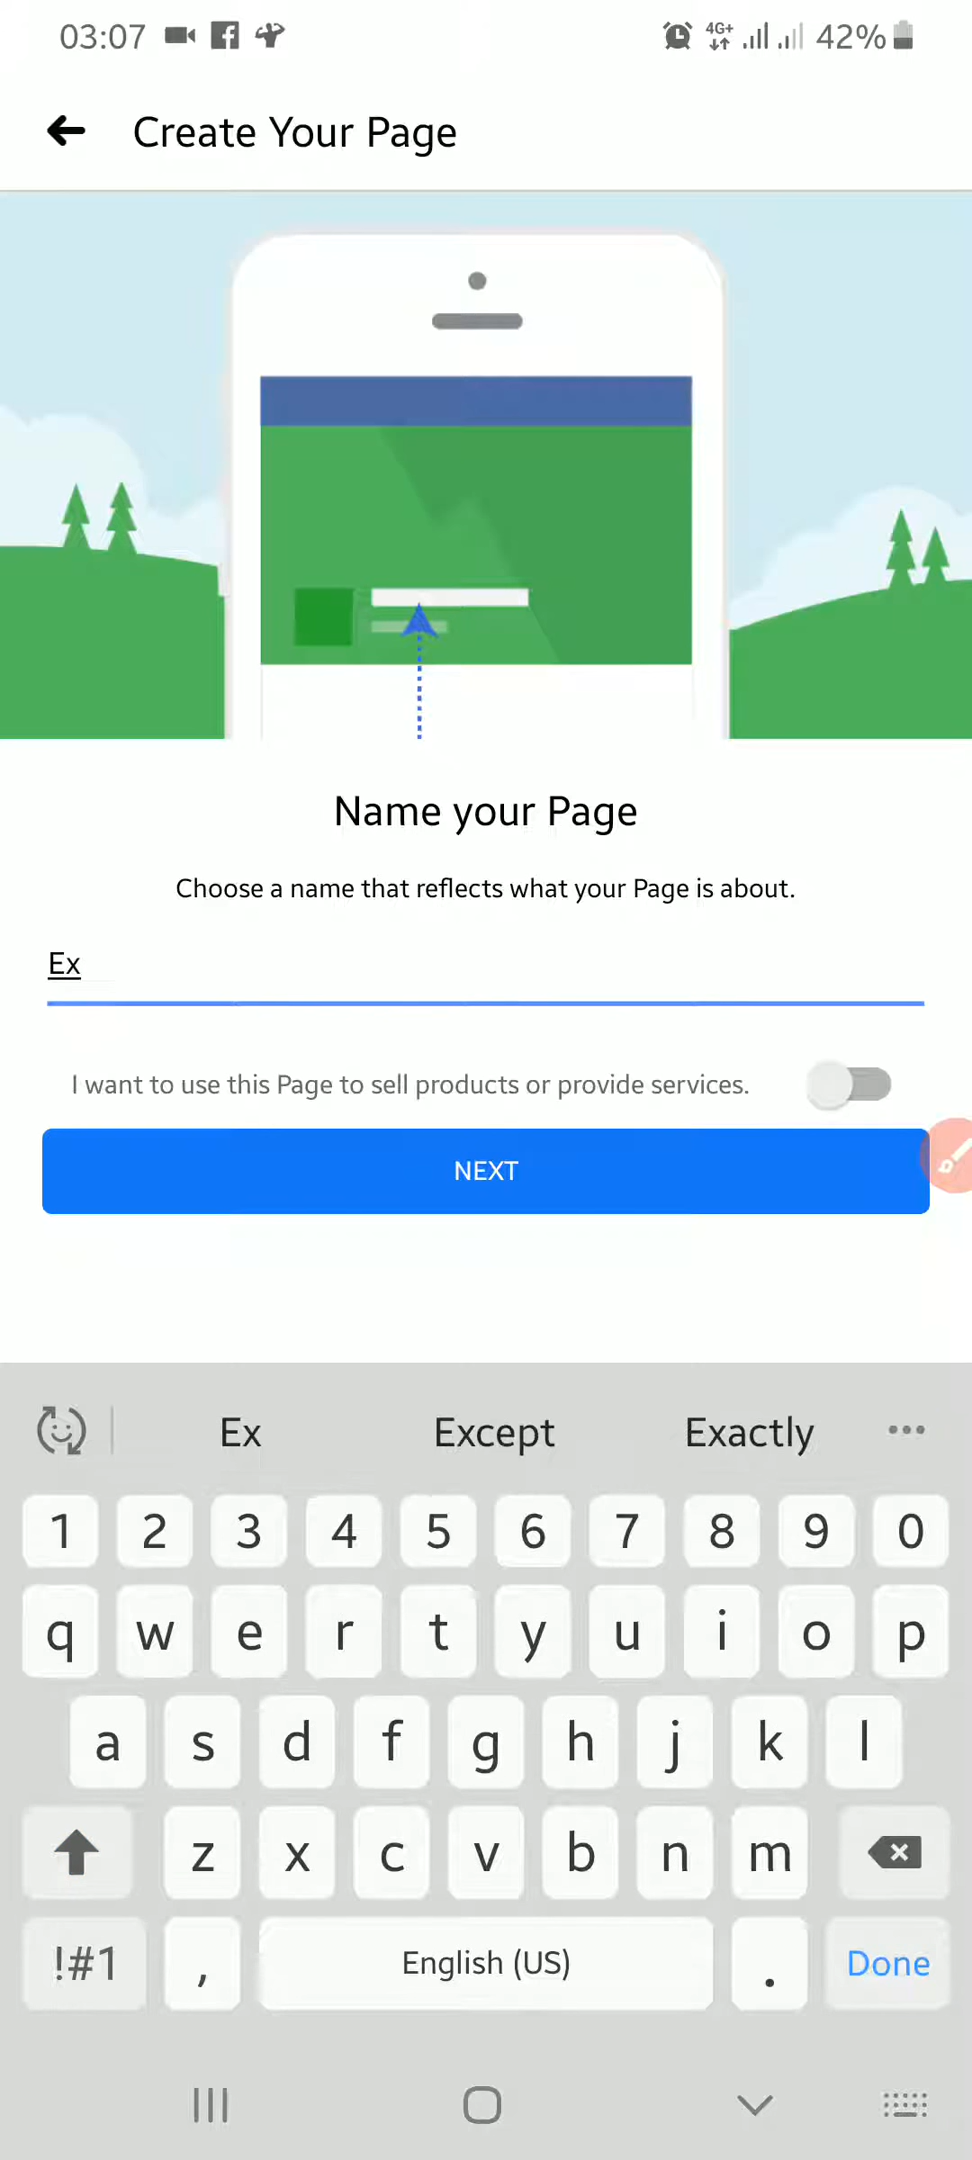 03:07 4G+ 42%
Create Your Page
Name your Page
Choose a name that reflects what your Page is about.
Ex
I want to use this Page to sell products or provide services.
NEXT
Ex Except Exactly
1 2 3 4 5 6 7 8 9 0
q w e r t y u i o p
a s d f g h j k l
z x c v b n m
!#1 , English (US) . Done